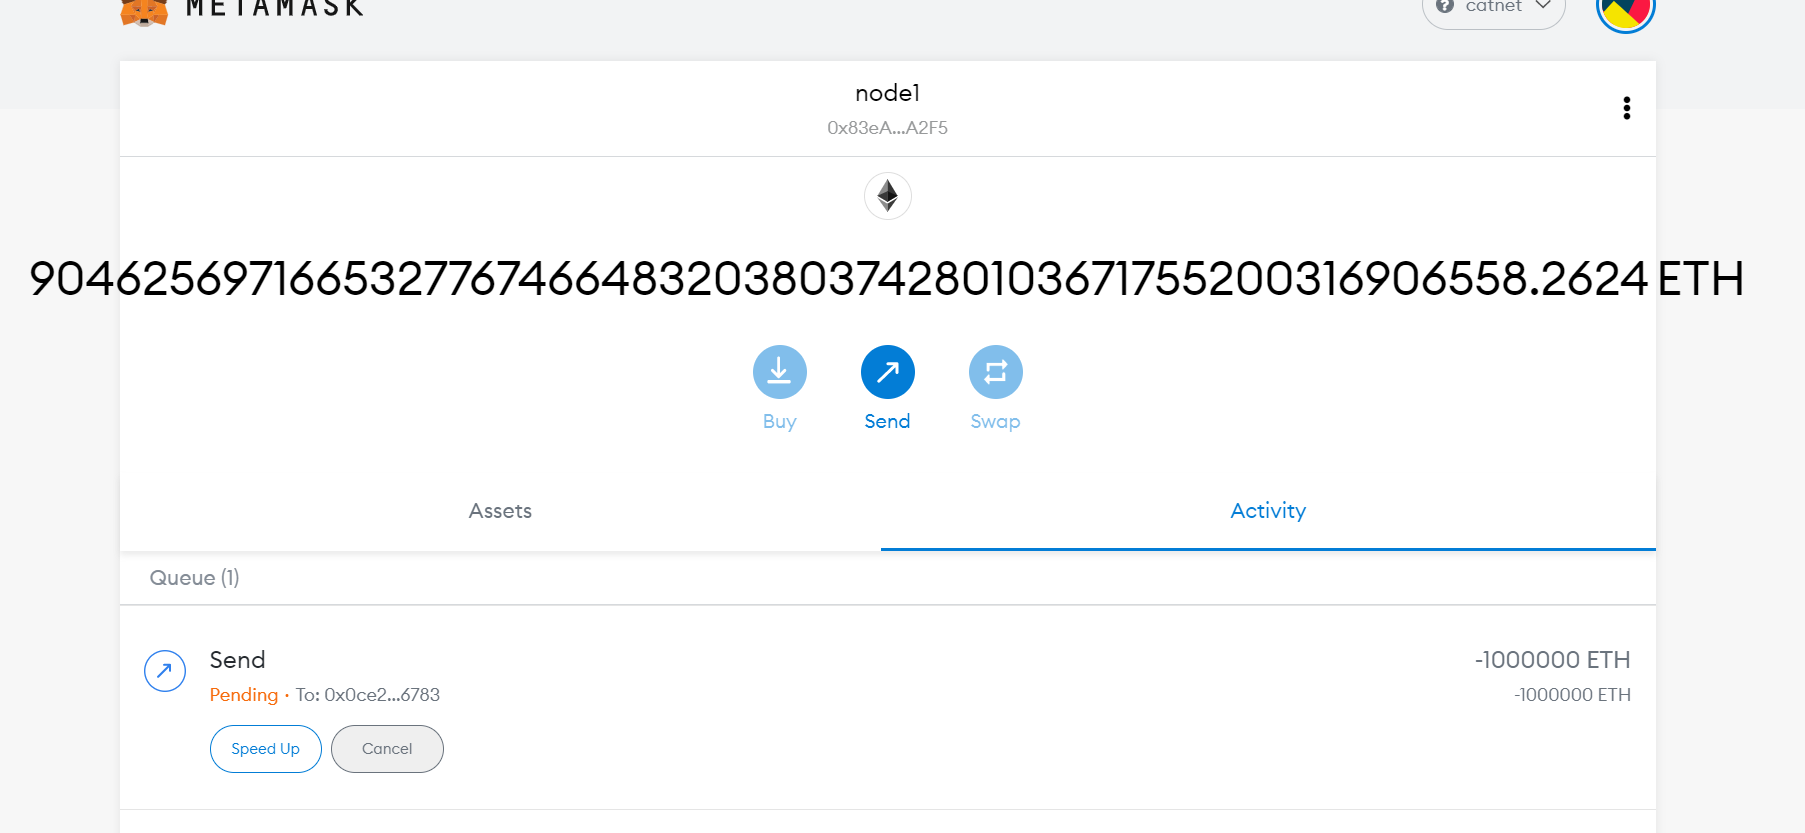 METAMASK
catnet
node1
0x83eA...A2F5
904625697166532776746648320380374280103671755200316906558.2624 ETH
Buy
Send
Swap
Assets
Activity
Queue (1)
Send
-1000000 ETH
Pending · To: 0x0ce2...6783
-1000000 ETH
Speed Up
Cancel